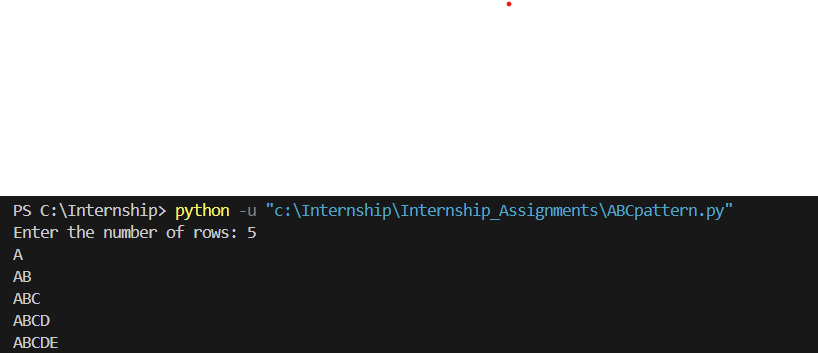 PS C:\Internship> python -u "c:\Internship\Internship_Assignments\ABCpattern.py"
Enter the number of rows: 5
A
AB
ABC
ABCD
ABCDE